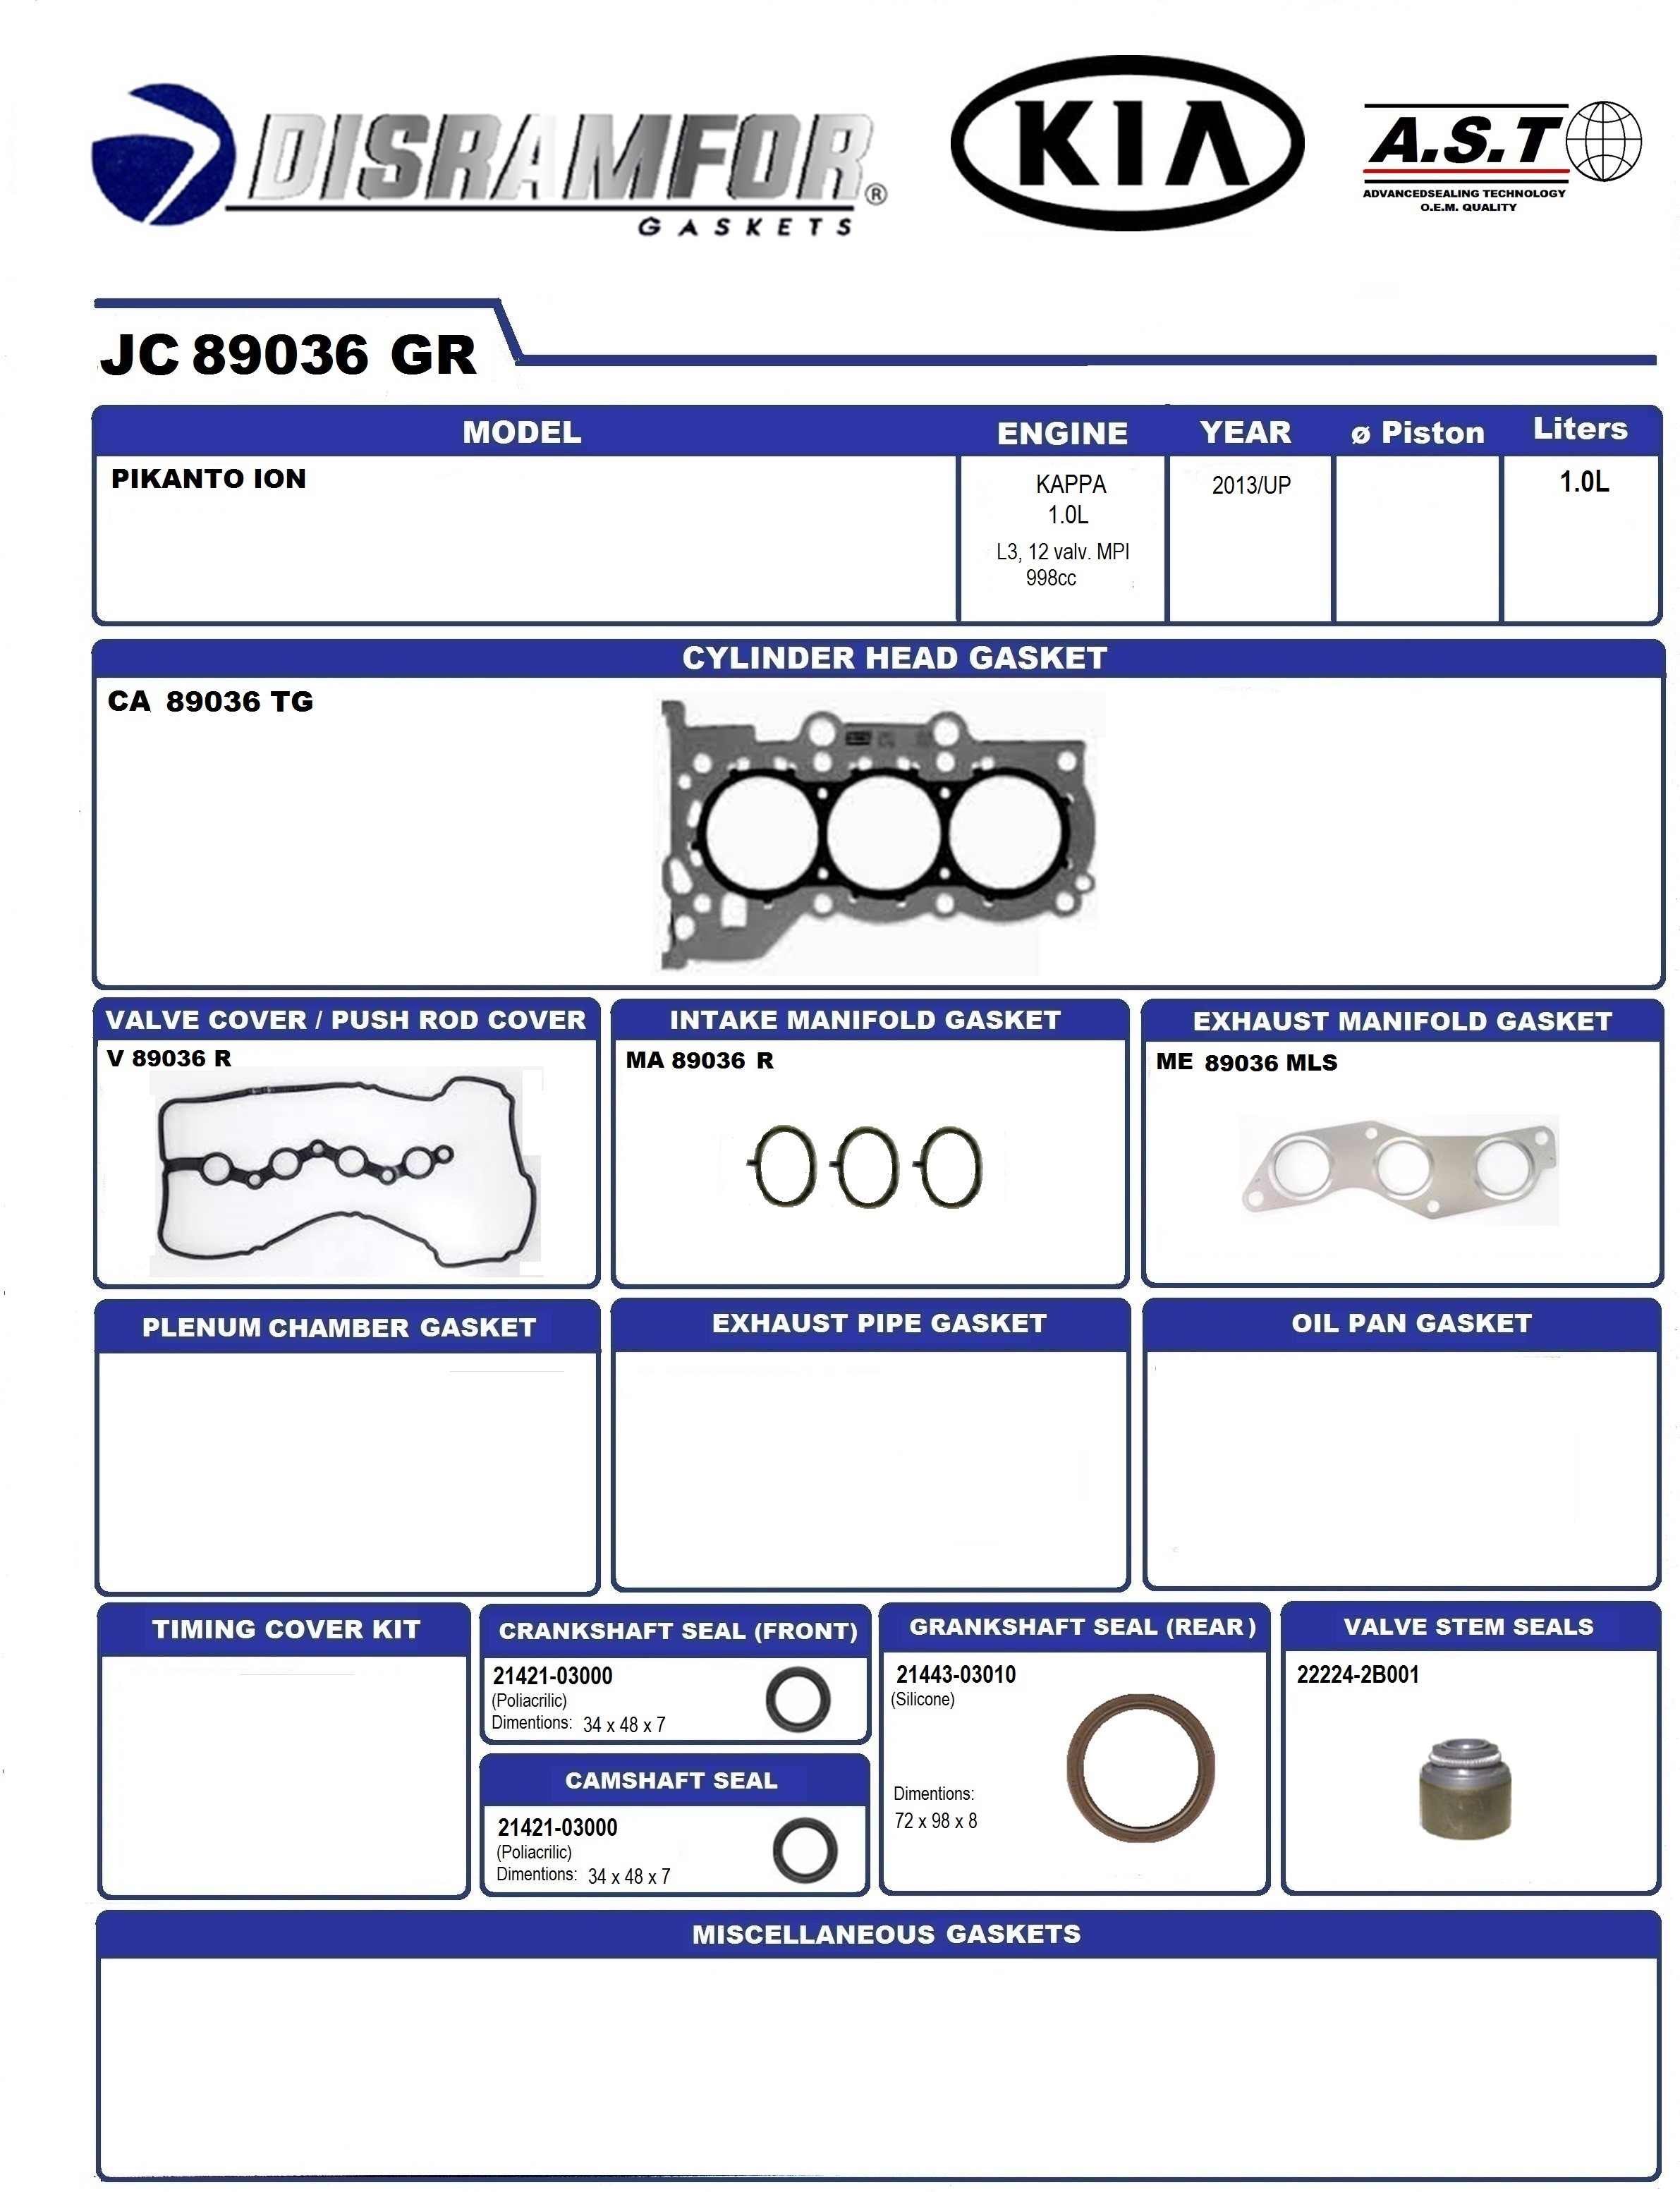 DISRAMFOR®
GASKETS
KIA
A.S.T
ADVANCEDSEALING TECHNOLOGY
O.E.M. QUALITY
JC 89036 GR
MODEL ENGINE YEAR ø Piston Liters
PIKANTO ION KAPPA 2013/UP 1.0L
1.0L
L3, 12 valv. MPI
998cc
CYLINDER HEAD GASKET
CA 89036 TG
VALVE COVER / PUSH ROD COVER
V 89036 R
INTAKE MANIFOLD GASKET
MA 89036 R
EXHAUST MANIFOLD GASKET
ME 89036 MLS
PLENUM CHAMBER GASKET
EXHAUST PIPE GASKET
OIL PAN GASKET
TIMING COVER KIT
CRANKSHAFT SEAL (FRONT)
21421-03000
(Poliacrilic)
Dimentions: 34 x 48 x 7
CAMSHAFT SEAL
21421-03000
(Poliacrilic)
Dimentions: 34 x 48 x 7
GRANKSHAFT SEAL (REAR)
21443-03010
(Silicone)
Dimentions:
72 x 98 x 8
VALVE STEM SEALS
22224-2B001
MISCELLANEOUS GASKETS